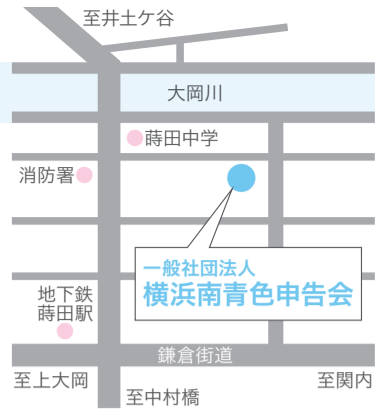 至井土ケ谷
大岡川
蒔田中学
消防署
一般社団法人
横浜南青色申告会
地下鉄
蒔田駅
鎌倉街道
至上大岡
至関内
至中村橋